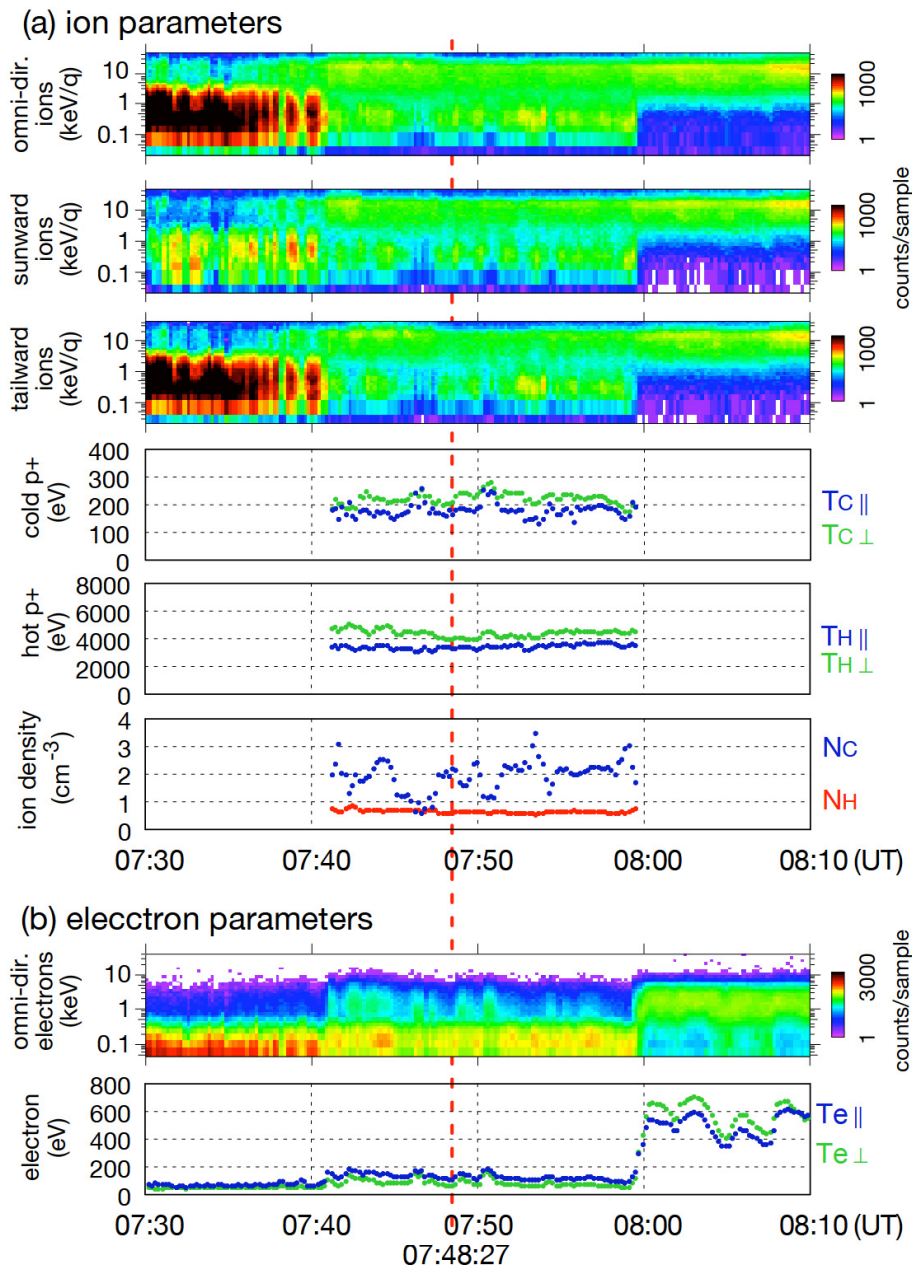 (a) ion parameters
omni-dir. ions (keV/q)
10
1
0.1
1000
1
sunward ions (keV/q)
10
1
0.1
1000
1
counts/sample
tailward ions (keV/q)
10
1
0.1
1000
1
cold p+ (eV)
400
300
200
100
0
TC ||
TC ⊥
hot p+ (eV)
8000
6000
4000
2000
0
TH ||
TH ⊥
ion density (cm-3)
4
3
2
1
0
NC
NH
07:30 07:40 07:50 08:00 08:10 (UT)
(b) elecctron parameters
omni-dir. electrons (keV)
10
1
0.1
3000
1
counts/sample
electron (eV)
800
600
400
200
0
Te ||
Te ⊥
07:30 07:40 07:50 08:00 08:10 (UT)
07:48:27